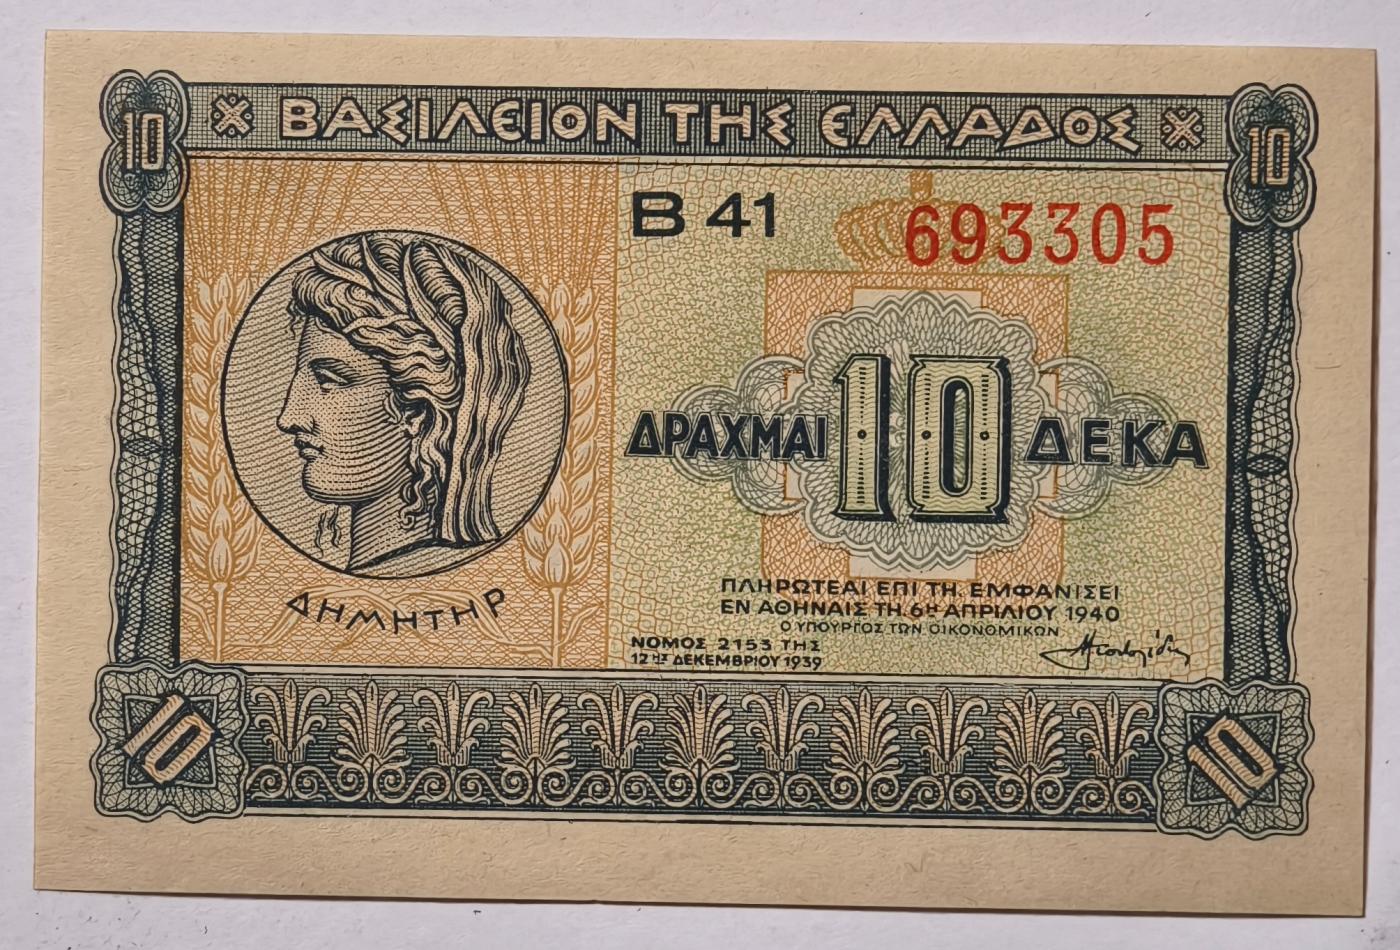 ΒΑΣΙΛΕΙΟΝ ΤΗΣ ΕΛΛΑΔΟΣ
10 10
Β 41 693305
ΔΡΑΧΜΑΙ 10 ΔΕΚΑ
ΔΗΜΗΤΗΡ
ΠΛΗΡΩΤΕΑΙ ΕΠΙ ΤΗ. ΕΜΦΑΝΙΣΕΙ
ΕΝ ΑΘΗΝΑΙΣ ΤΗ. 6Η ΑΠΡΙΛΙΟΥ 1940
Ο ΥΠΟΥΡΓΟΣ ΤΩΝ ΟΙΚΟΝΟΜΙΚΩΝ
ΝΟΜΟΣ 2153 ΤΗΣ
12ΗΣ ΔΕΚΕΜΒΡΙΟΥ 1939
10 10